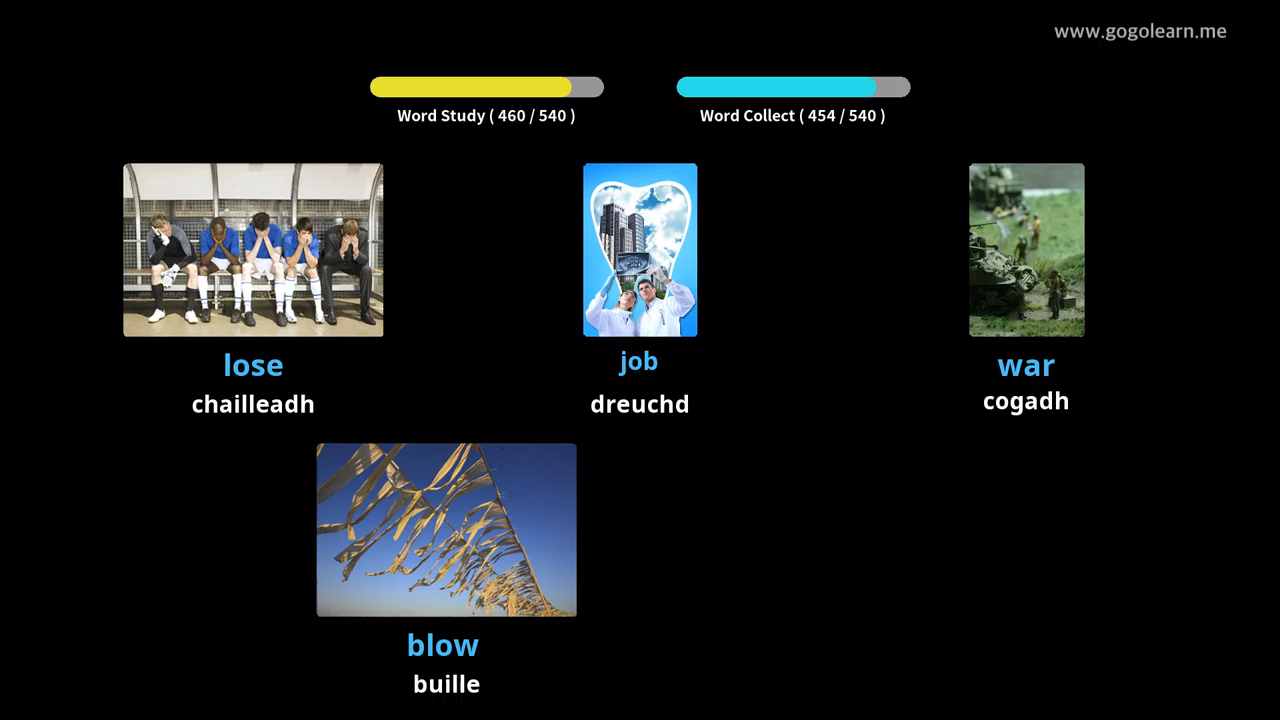 www.gogolearn.me
Word Study ( 460 / 540 )
Word Collect ( 454 / 540 )
lose
chailleadh
job
dreuchd
war
cogadh
blow
buille